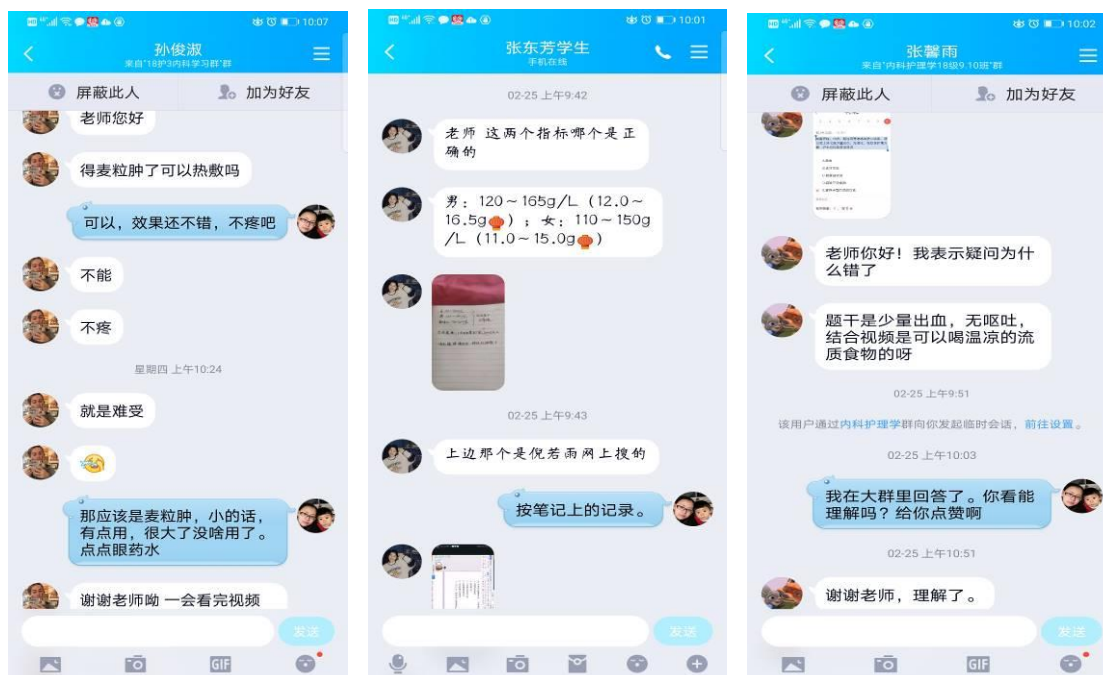 10:07
孙俊淑
来自"18护3内科学习群"群
屏蔽此人
加为好友
老师您好
得麦粒肿了可以热敷吗
可以，效果还不错，不疼吧
不能
不疼
星期四 上午10:24
就是难受
那应该是麦粒肿，小的话，
有点用，很大了没啥用了。
点点眼药水
谢谢老师呦 一会看完视频
发送
GIF
10:01
张东芳学生
手机在线
02-25 上午9:42
老师 这两个指标哪个是正
确的
男：120～165g/L（12.0～
16.5g）；女：110～150g
/L（11.0～15.0g）
02-25 上午9:43
上边那个是倪若雨网上搜的
按笔记上的记录。
发送
10:02
张馨雨
来自"内科护理学18级9.10班"群
屏蔽此人
加为好友
老师你好！我表示疑问为什
么错了
题干是少量出血，无呕吐，
结合视频是可以喝温凉的流
质食物的呀
02-25 上午9:51
该用户通过内科护理学群向你发起临时会话，前往设置。
02-25 上午10:03
我在大群里回答了。你看能
理解吗？给你点赞啊
02-25 上午10:51
谢谢老师，理解了。
发送
GIF